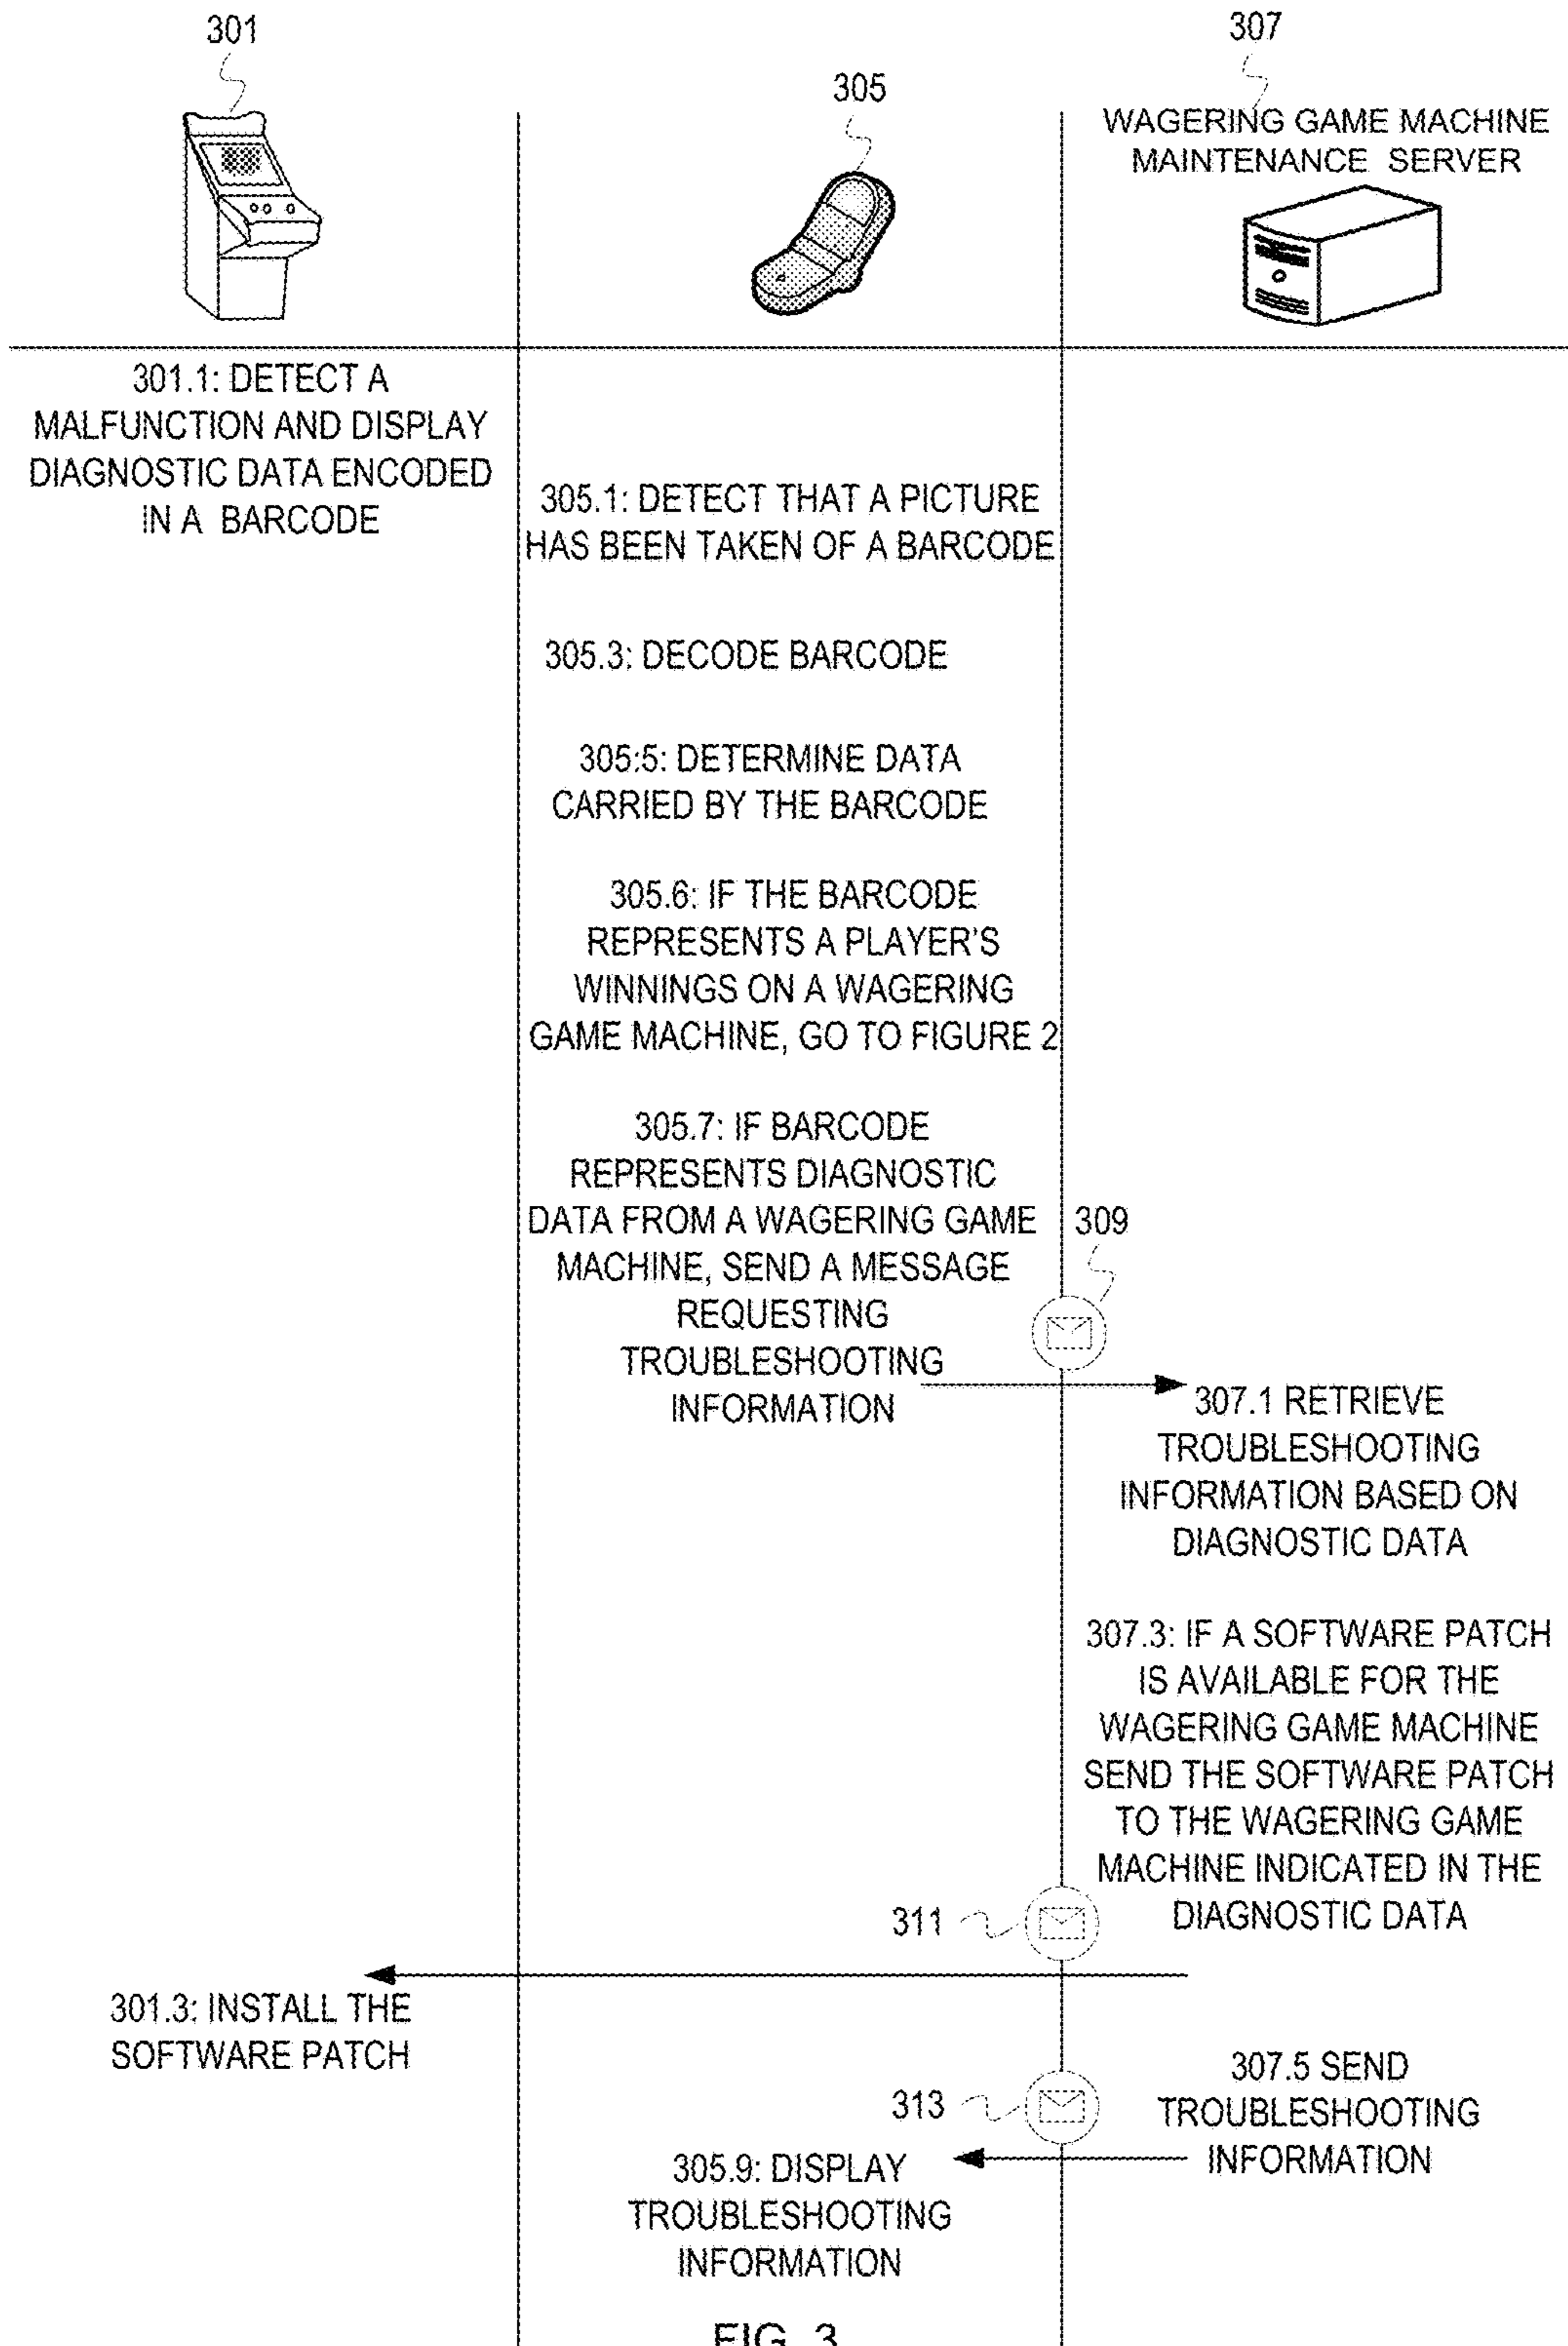 301
305
307
WAGERING GAME MACHINE
MAINTENANCE SERVER
301.1: DETECT A
MALFUNCTION AND DISPLAY
DIAGNOSTIC DATA ENCODED
IN A BARCODE
305.1: DETECT THAT A PICTURE
HAS BEEN TAKEN OF A BARCODE
305.3: DECODE BARCODE
305:5: DETERMINE DATA
CARRIED BY THE BARCODE
305.6: IF THE BARCODE
REPRESENTS A PLAYER'S
WINNINGS ON A WAGERING
GAME MACHINE, GO TO FIGURE 2
305.7: IF BARCODE
REPRESENTS DIAGNOSTIC
DATA FROM A WAGERING GAME
MACHINE, SEND A MESSAGE
REQUESTING
TROUBLESHOOTING
INFORMATION
309
307.1 RETRIEVE
TROUBLESHOOTING
INFORMATION BASED ON
DIAGNOSTIC DATA
307.3: IF A SOFTWARE PATCH
IS AVAILABLE FOR THE
WAGERING GAME MACHINE
SEND THE SOFTWARE PATCH
TO THE WAGERING GAME
MACHINE INDICATED IN THE
DIAGNOSTIC DATA
311
301.3: INSTALL THE
SOFTWARE PATCH
307.5 SEND
TROUBLESHOOTING
INFORMATION
313
305.9: DISPLAY
TROUBLESHOOTING
INFORMATION
FIG. 3